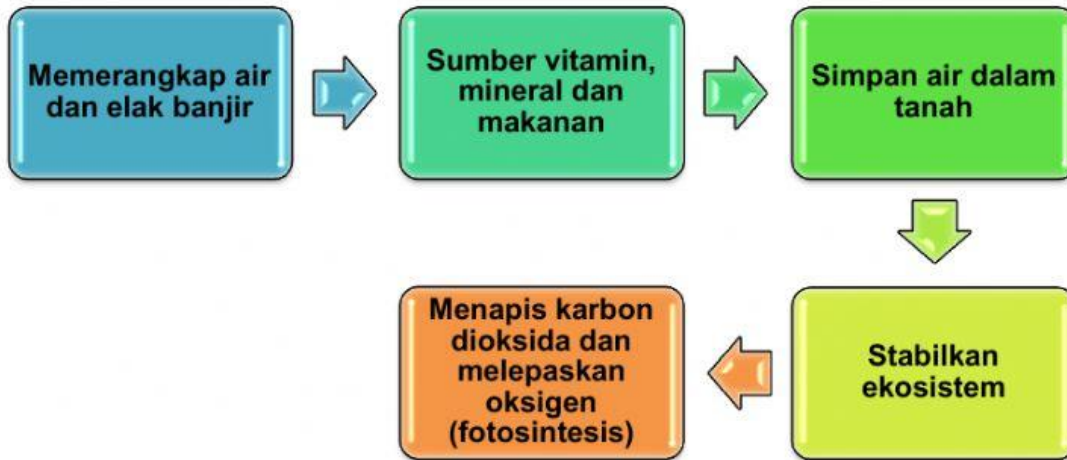 Memerangkap air
dan elak banjir
Sumber vitamin,
mineral dan
makanan
Simpan air dalam
tanah
Stabilkan
ekosistem
Menapis karbon
dioksida dan
melepaskan
oksigen
(fotosintesis)